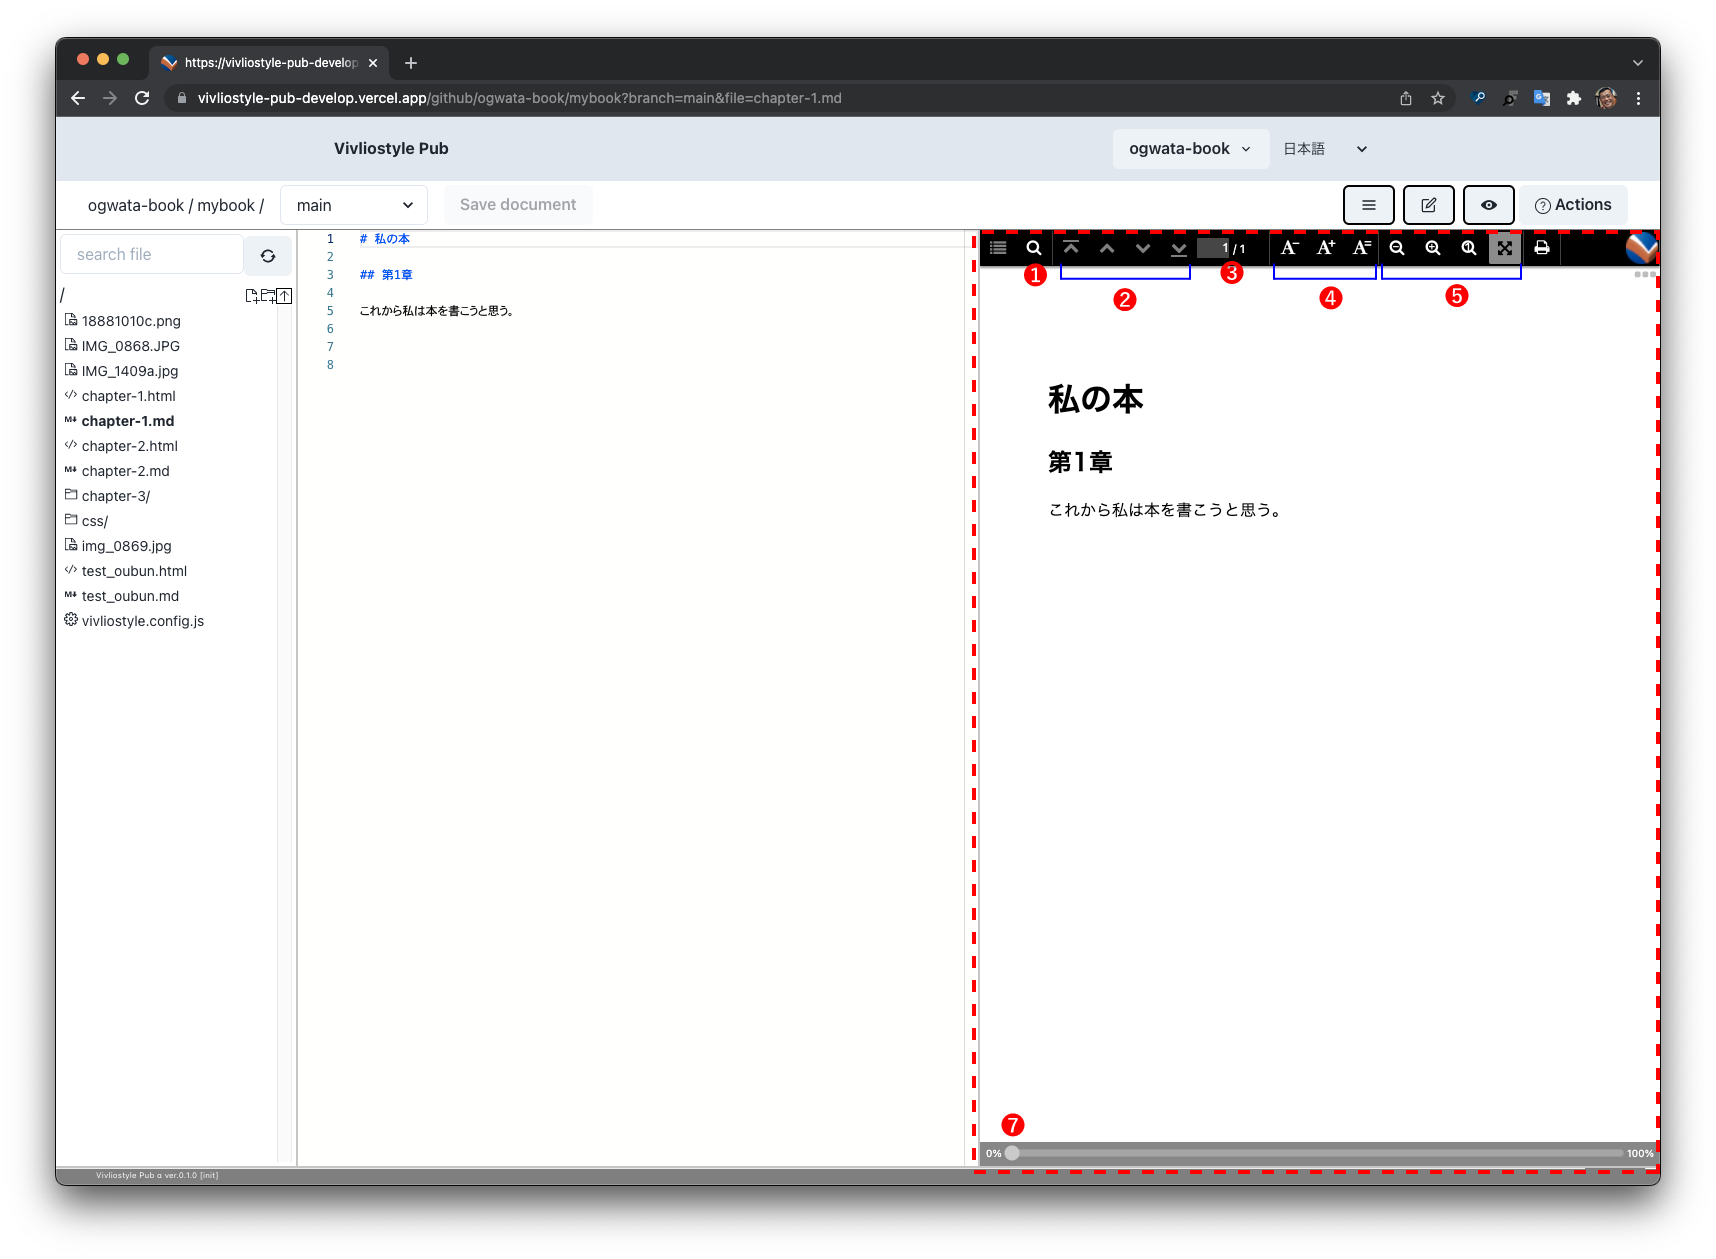 https://vivliostyle-pub-develop
vivliostyle-pub-develop.vercel.app/github/ogwata-book/mybook?branch=main&file=chapter-1.md
Vivliostyle Pub
ogwata-book
日本語
ogwata-book / mybook /
main
Save document
Actions
search file
/
18881010c.png
IMG_0868.JPG
IMG_1409a.jpg
chapter-1.html
chapter-1.md
chapter-2.html
chapter-2.md
chapter-3/
css/
img_0869.jpg
test_oubun.html
test_oubun.md
vivliostyle.config.js
1 # 私の本
2
3 ## 第1章
4
5 これから私は本を書こうと思う。
6
7
8
1 / 1
A− A+ A=
❶ ❷ ❸ ❹ ❺
私の本
第1章
これから私は本を書こうと思う。
❼
0% 100%
Vivliostyle Pub α ver.0.1.0 [init]